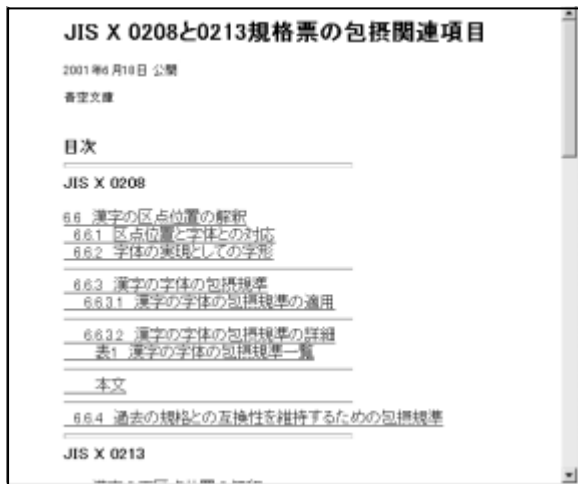 JIS X 0208と0213規格票の包摂関連項目
2001年6月18日 公開
青空文庫
目次
JIS X 0208
6.6 漢字の区点位置の解釈
6.6.1 区点位置と字体との対応
6.6.2 字体の実現としての字形
6.6.3 漢字の字体の包摂規準
6.6.3.1 漢字の字体の包摂規準の適用
6.6.3.2 漢字の字体の包摂規準の詳細
表1 漢字の字体の包摂規準一覧
本文
6.6.4 過去の規格との互換性を維持するための包摂規準
JIS X 0213